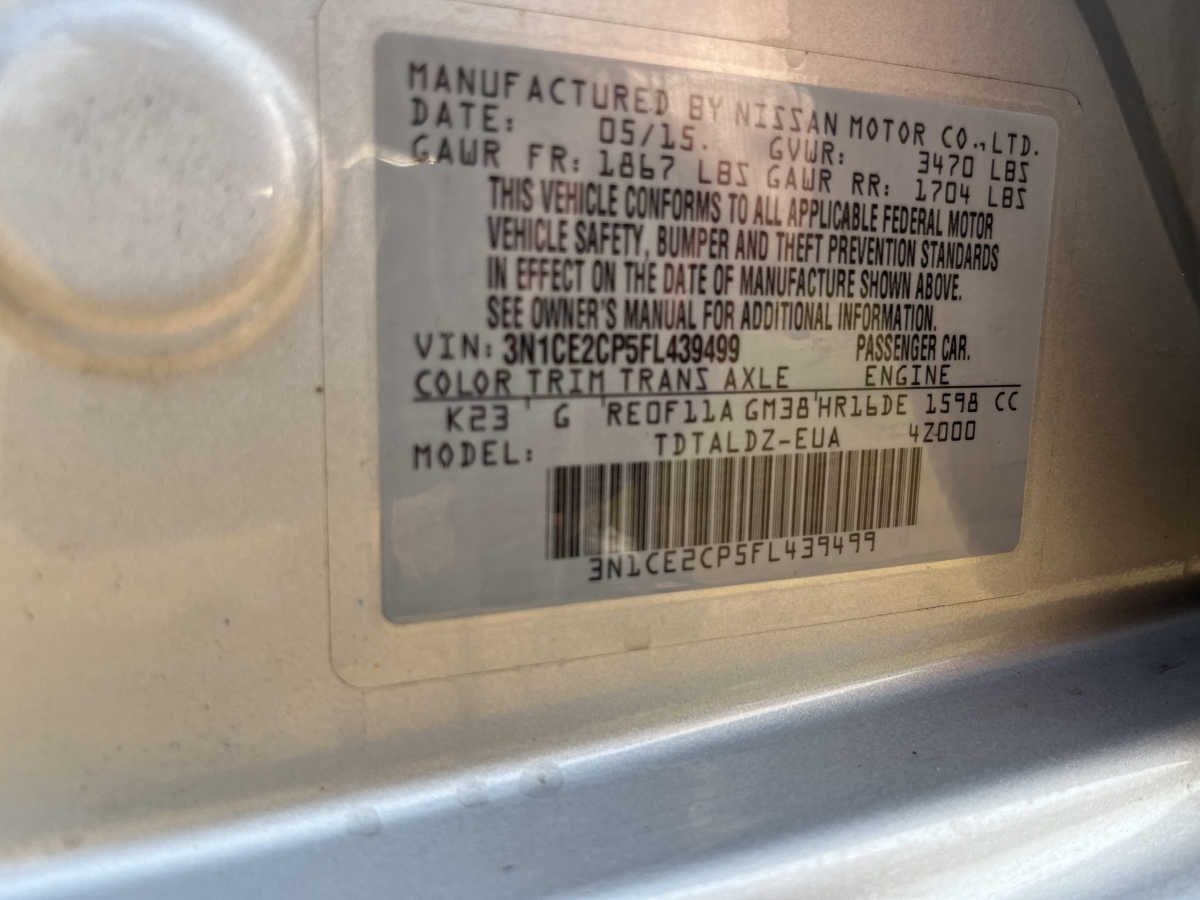 MANUFACTURED BY NISSAN MOTOR CO.,LTD.
DATE: 05/15. GVWR: 3470 LBS
GAWR FR: 1867 LBS GAWR RR: 1704 LBS
THIS VEHICLE CONFORMS TO ALL APPLICABLE FEDERAL MOTOR
VEHICLE SAFETY, BUMPER AND THEFT PREVENTION STANDARDS
IN EFFECT ON THE DATE OF MANUFACTURE SHOWN ABOVE.
SEE OWNER'S MANUAL FOR ADDITIONAL INFORMATION.
VIN: 3N1CE2CP5FL439499 PASSENGER CAR.
COLOR TRIM TRANS AXLE ENGINE
K23 ' G 'RE0F11A GM38'HR16DE 1598 CC
MODEL: TDTALDZ-EUA 4Z000
3N1CE2CP5FL439499